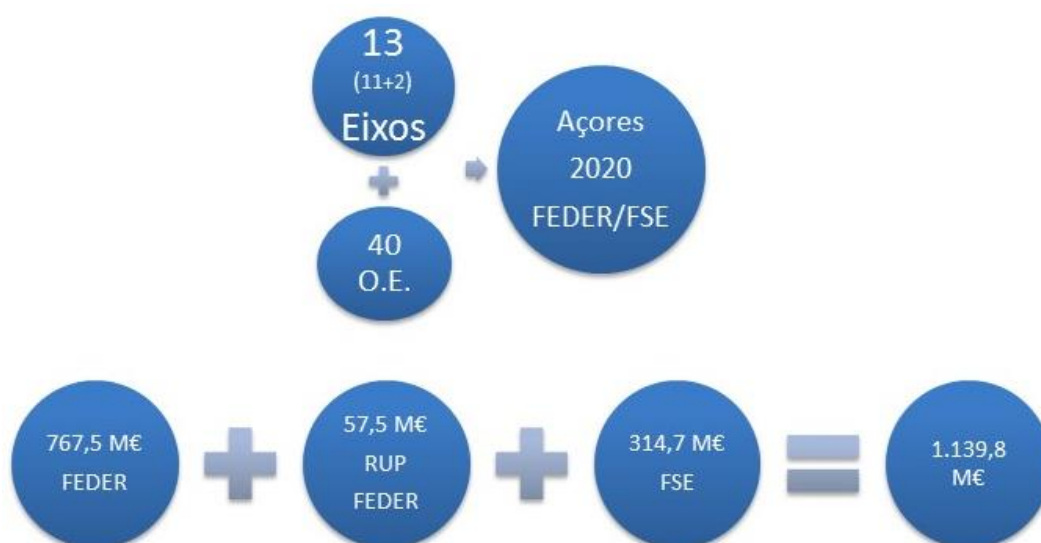 13
(11+2)
Eixos
40
O.E.
Açores
2020
FEDER/FSE
767,5 M€
FEDER
57,5 M€
RUP
FEDER
314,7 M€
FSE
1.139,8
M€